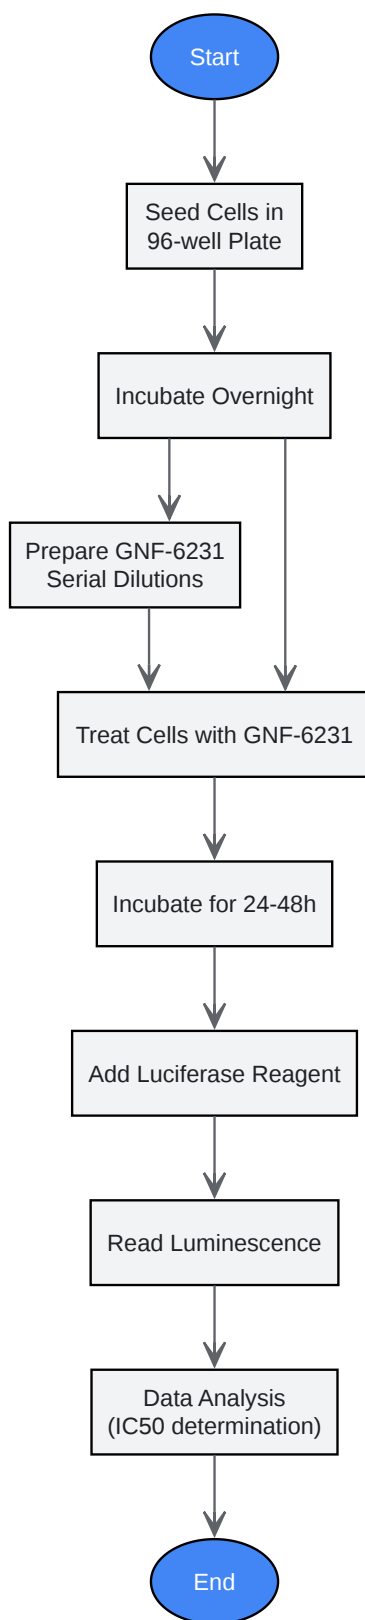 Start
Seed Cells in
96-well Plate
Incubate Overnight
Prepare GNF-6231
Serial Dilutions
Treat Cells with GNF-6231
Incubate for 24-48h
Add Luciferase Reagent
Read Luminescence
Data Analysis
(IC50 determination)
End